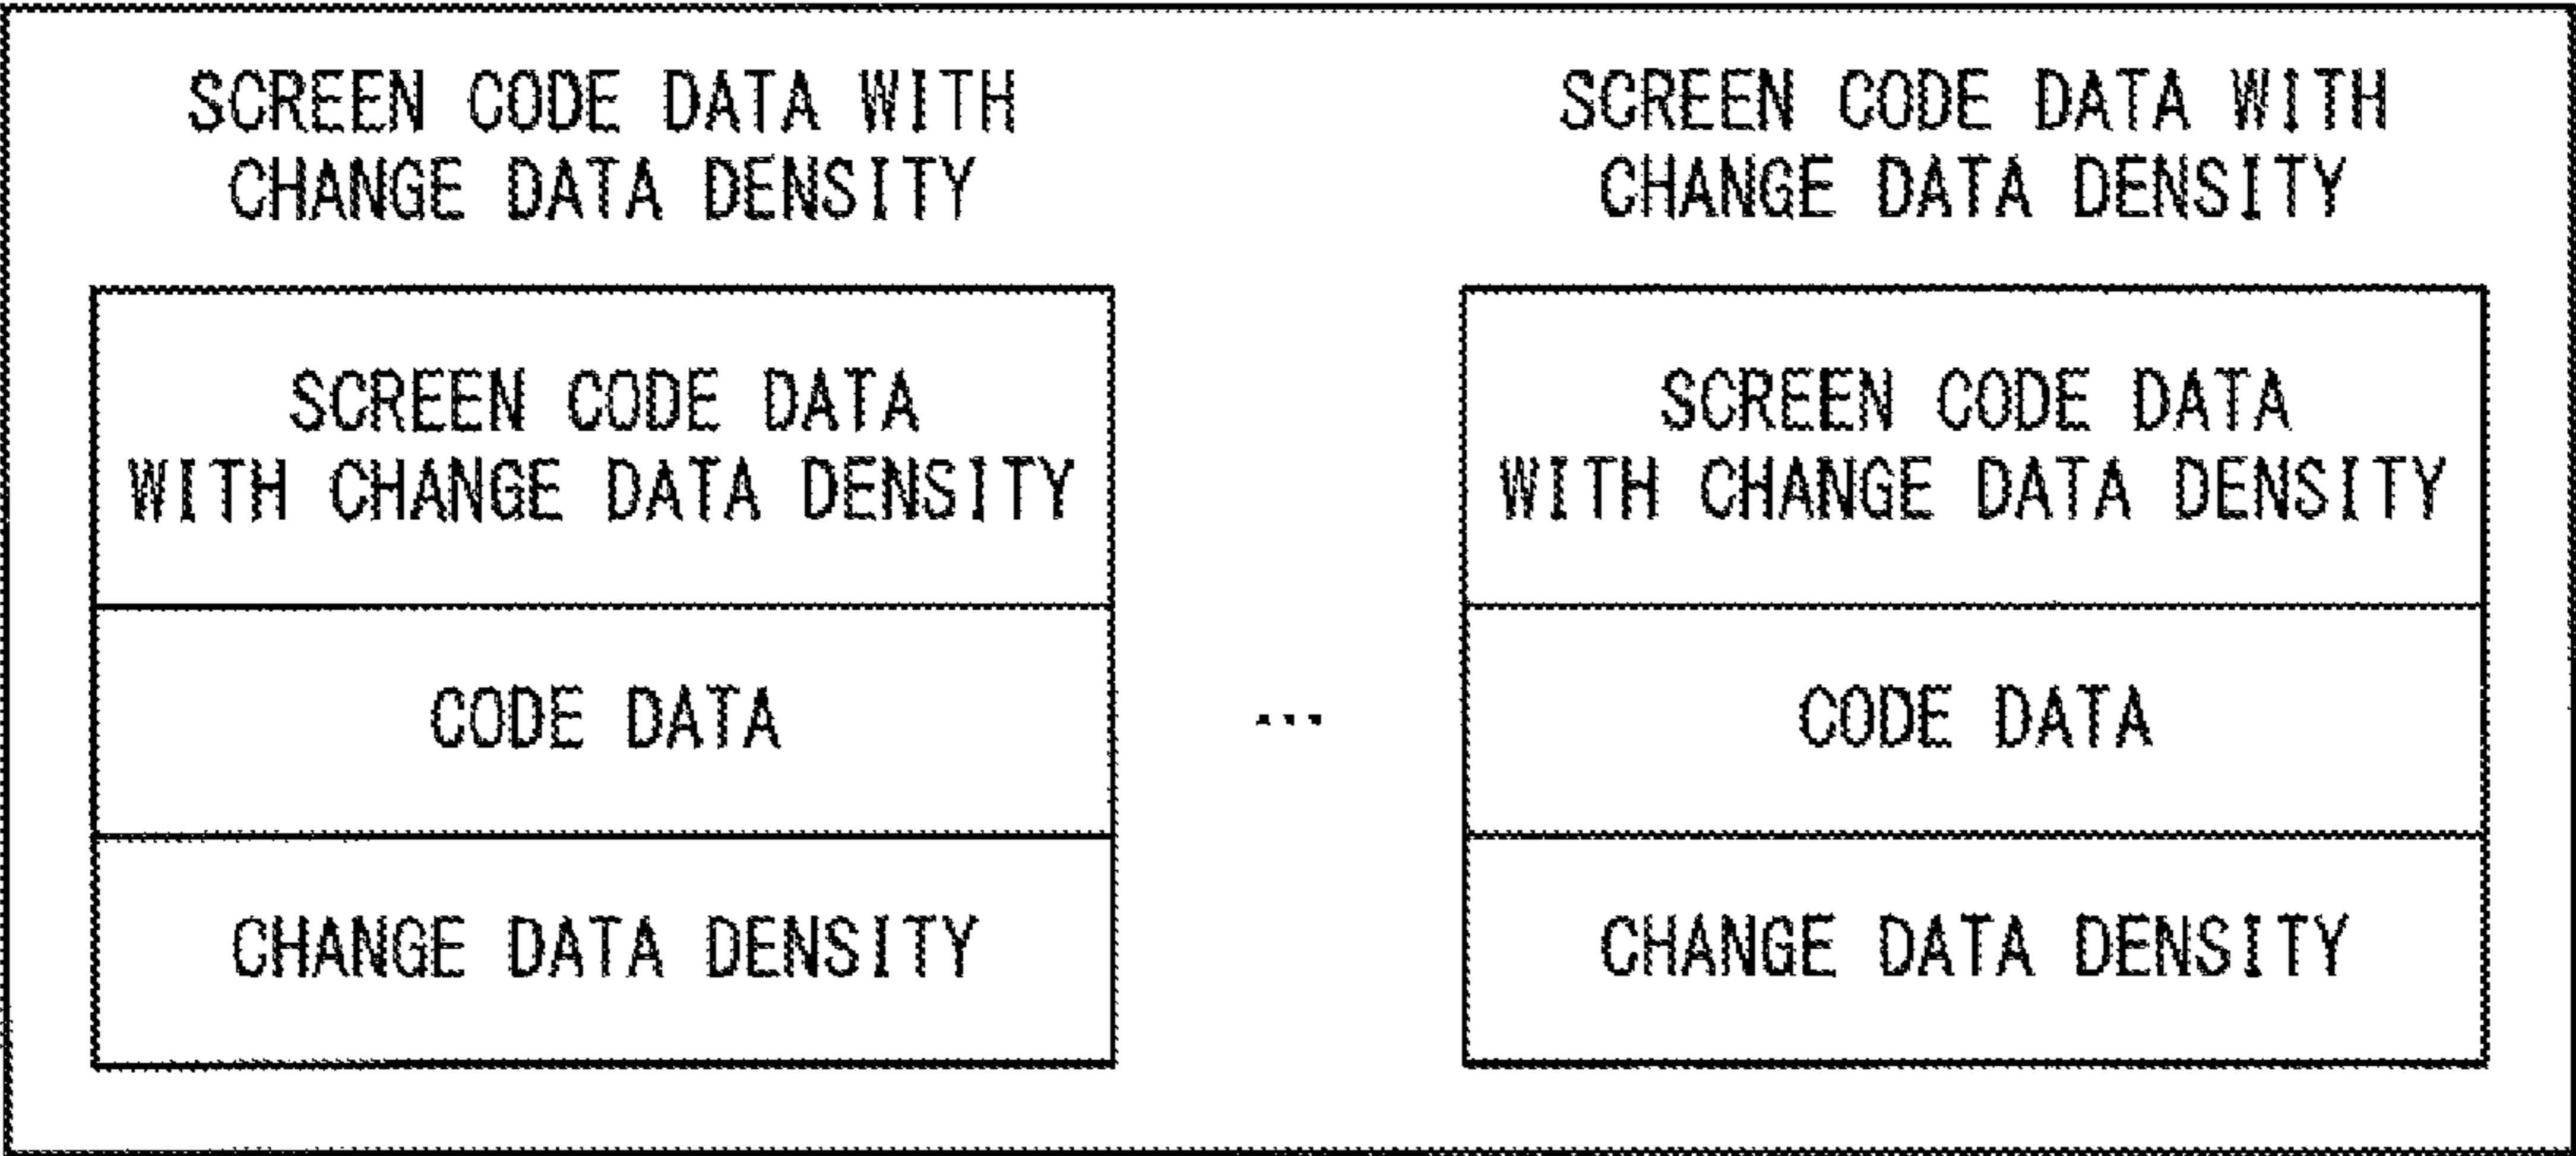 SCREEN CODE DATA WITH
CHANGE DATA DENSITY
SCREEN CODE DATA
WITH CHANGE DATA DENSITY
CODE DATA
CHANGE DATA DENSITY
...
SCREEN CODE DATA WITH
CHANGE DATA DENSITY
SCREEN CODE DATA
WITH CHANGE DATA DENSITY
CODE DATA
CHANGE DATA DENSITY